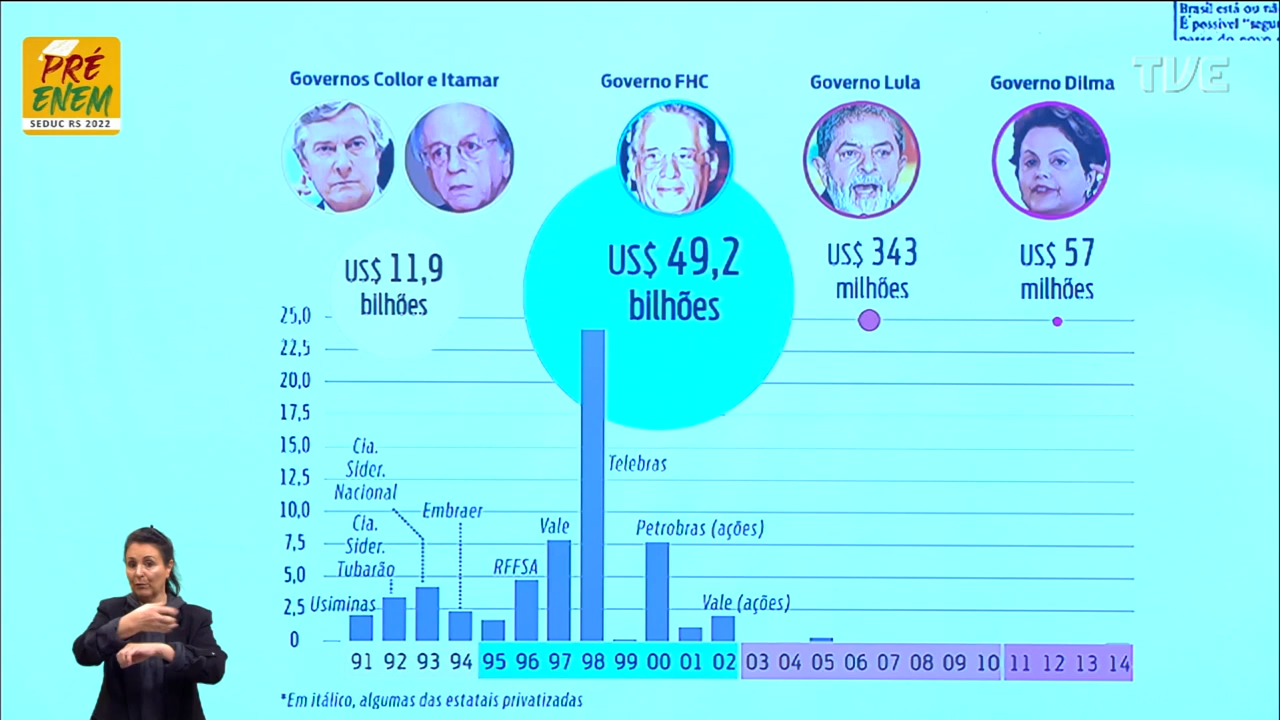 Brasil está ou
É possível "segu
PRÉ
ENEM
SEDUC RS 2022
TVE
Governos Collor e Itamar
Governo FHC
Governo Lula
Governo Dilma
US$ 11,9
bilhões
US$ 49,2
bilhões
US$ 343
milhões
US$ 57
milhões
25,0
22,5
20,0
17,5
15,0
12,5
10,0
7,5
5,0
2,5
0
Usiminas
Cia.
Sider.
Tubarão
Cia.
Sider.
Nacional
Embraer
RFFSA
Vale
Telebras
Petrobras (ações)
Vale (ações)
91 92 93 94 95 96 97 98 99 00 01 02 03 04 05 06 07 08 09 10 11 12 13 14
*Em itálico, algumas das estatais privatizadas